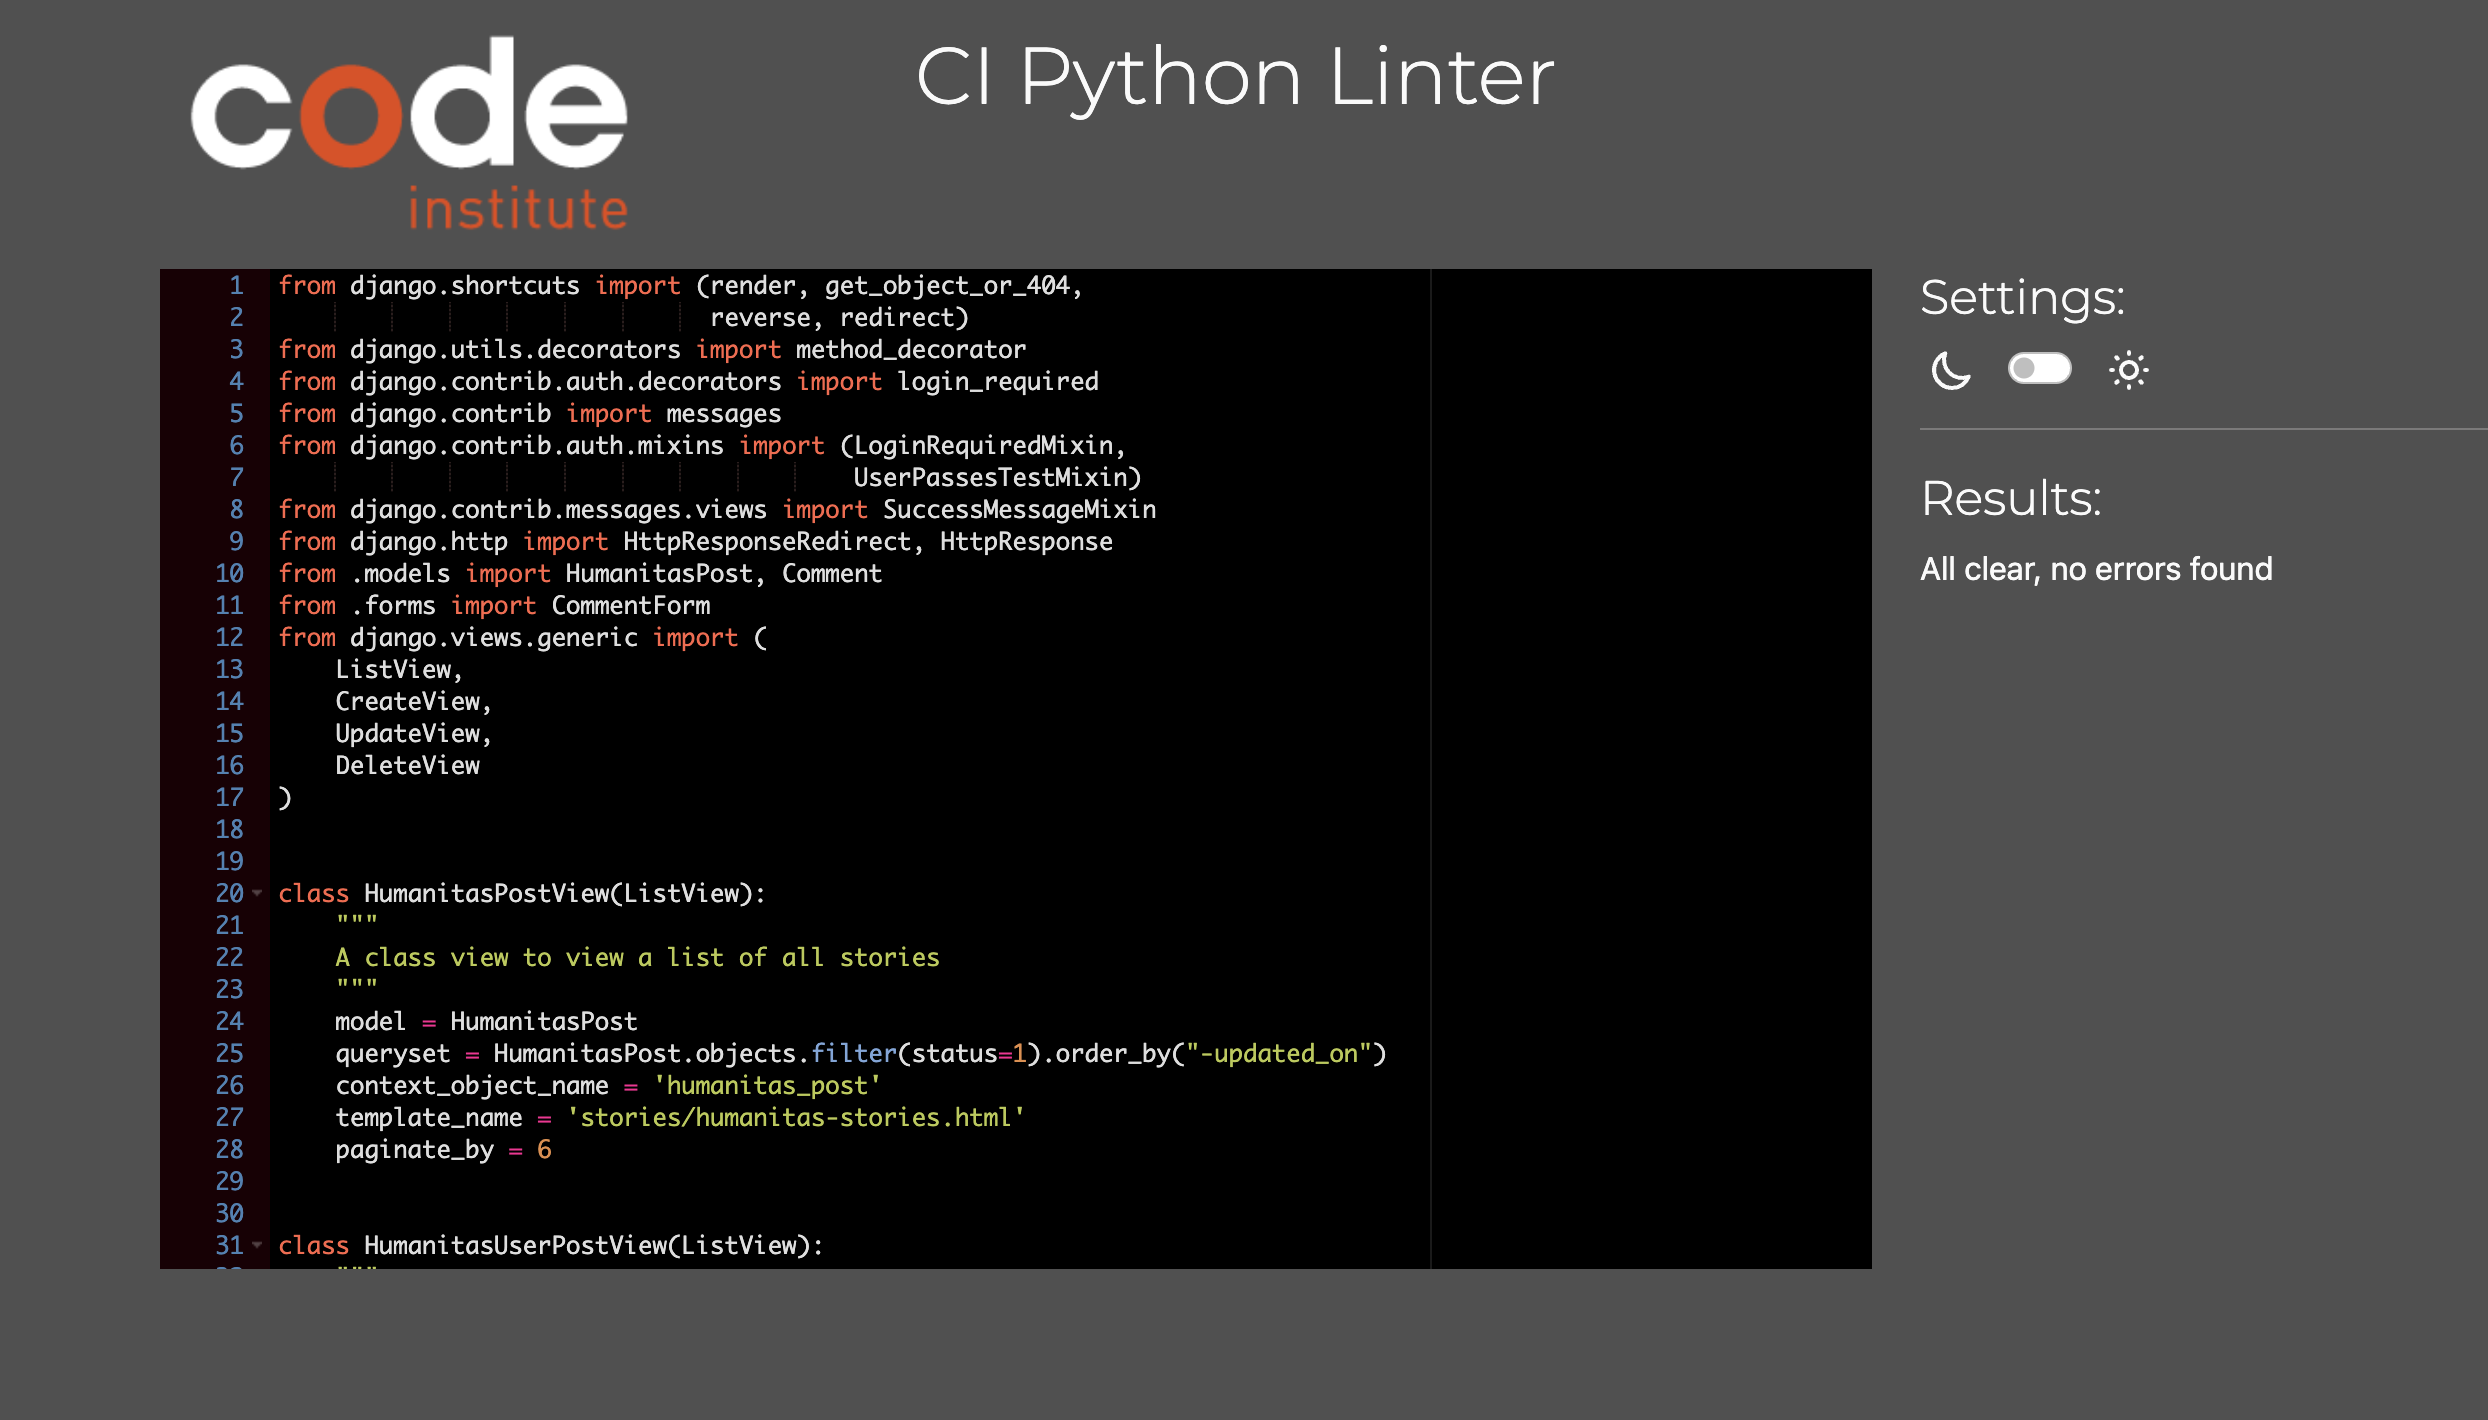 code
institute
CI Python Linter
1 from django.shortcuts import (render, get_object_or_404,
2 reverse, redirect)
3 from django.utils.decorators import method_decorator
4 from django.contrib.auth.decorators import login_required
5 from django.contrib import messages
6 from django.contrib.auth.mixins import (LoginRequiredMixin,
7 UserPassesTestMixin)
8 from django.contrib.messages.views import SuccessMessageMixin
9 from django.http import HttpResponseRedirect, HttpResponse
10 from .models import HumanitasPost, Comment
11 from .forms import CommentForm
12 from django.views.generic import (
13 ListView,
14 CreateView,
15 UpdateView,
16 DeleteView
17 )
18
19
20 class HumanitasPostView(ListView):
21 """
22 A class view to view a list of all stories
23 """
24 model = HumanitasPost
25 queryset = HumanitasPost.objects.filter(status=1).order_by("-updated_on")
26 context_object_name = 'humanitas_post'
27 template_name = 'stories/humanitas-stories.html'
28 paginate_by = 6
29
30
31 class HumanitasUserPostView(ListView):
Settings:
Results:
All clear, no errors found